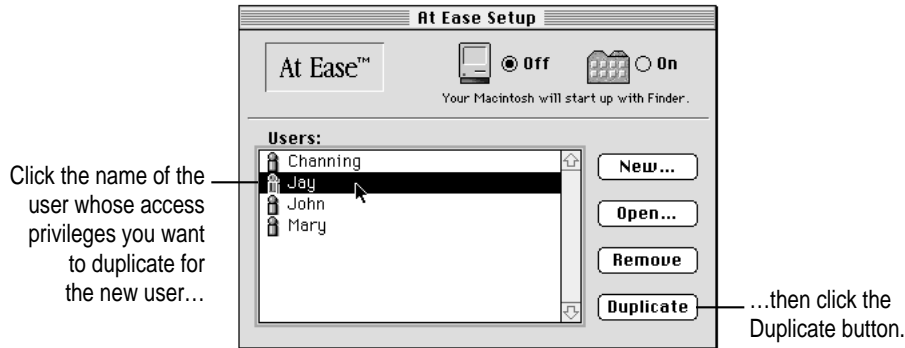 At Ease Setup
At Ease™
Off
On
Your Macintosh will start up with Finder.
Users:
Channing
Jay
John
Mary
New...
Open...
Remove
Duplicate
Click the name of the
user whose access
privileges you want
to duplicate for
the new user…
…then click the
Duplicate button.